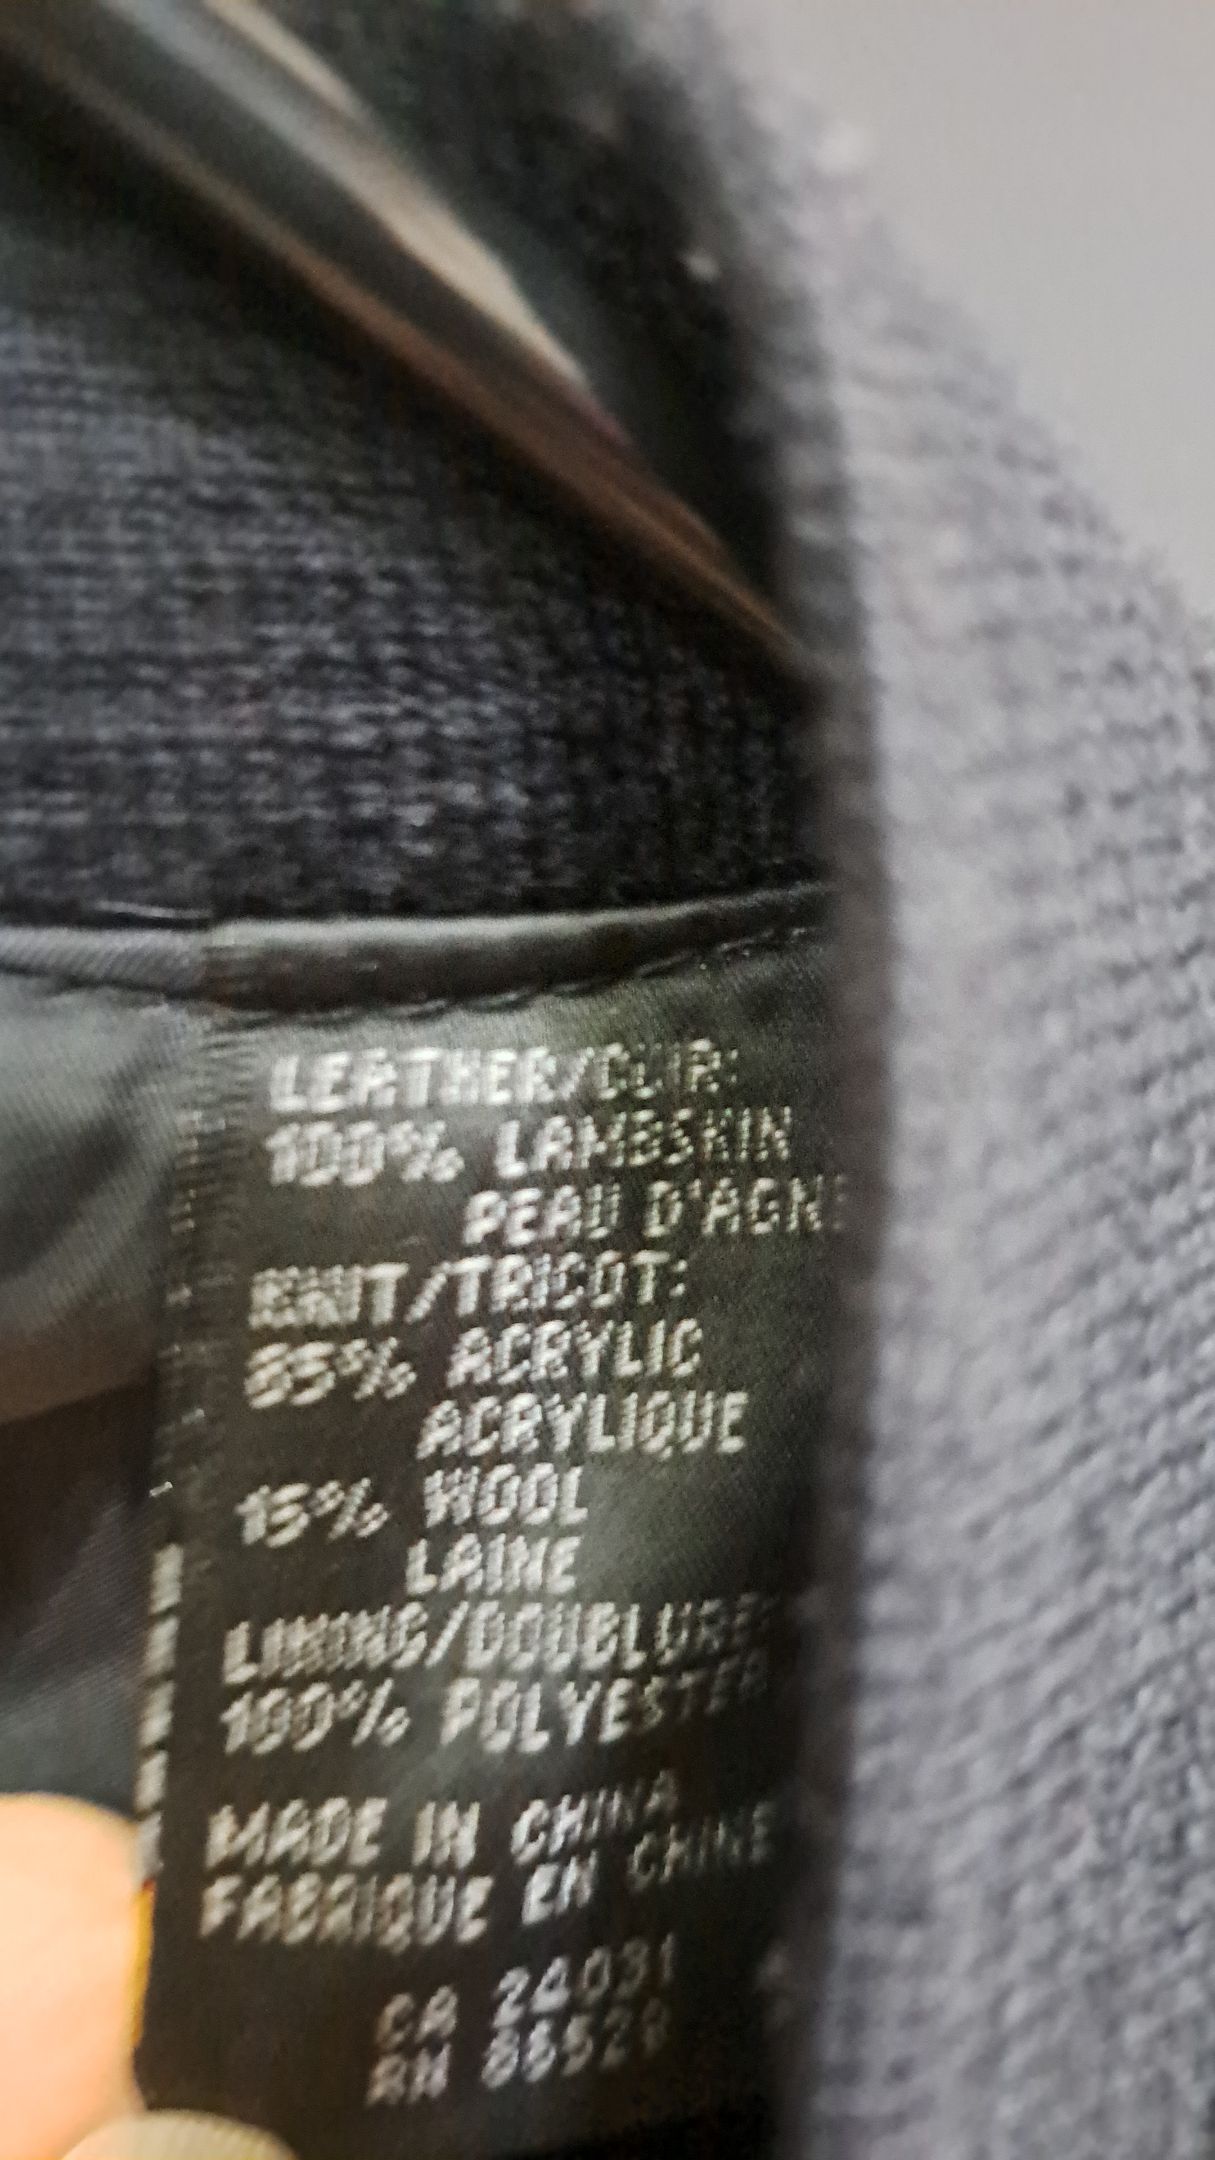 LEATHER/CUIR:
100% LAMBSKIN
PEAU D'AGNE
KNIT/TRICOT:
85% ACRYLIC
ACRYLIQUE
15% WOOL
LAINE
LINING/DOUBLURE:
100% POLYESTER
MADE IN CHINA
FABRIQUE EN CHINE
CA 24031
RN